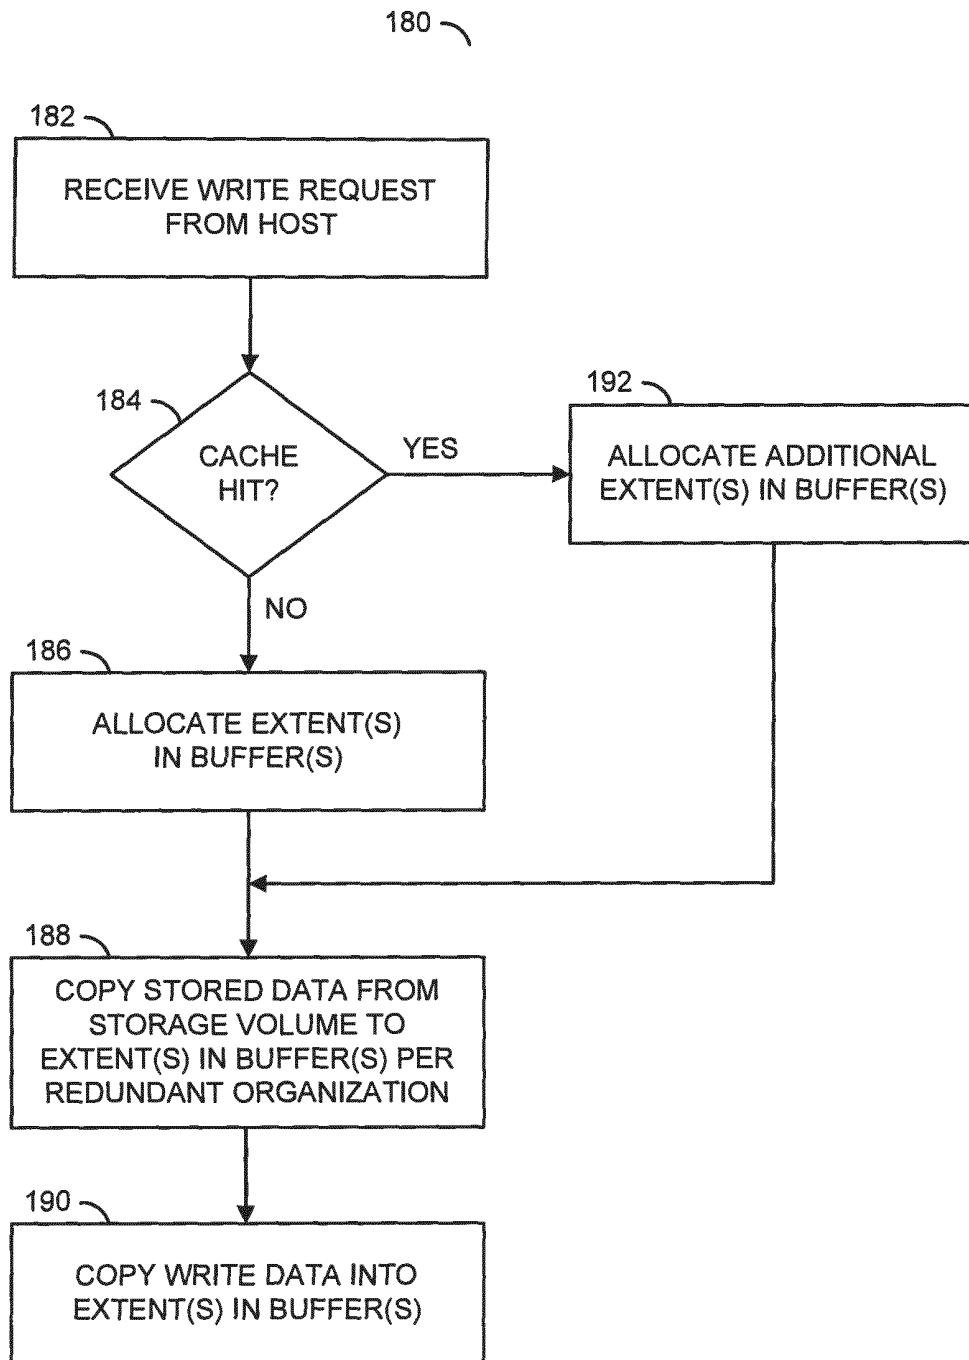 180
182
RECEIVE WRITE REQUEST
FROM HOST
184
CACHE
HIT?
YES
192
ALLOCATE ADDITIONAL
EXTENT(S) IN BUFFER(S)
NO
186
ALLOCATE EXTENT(S)
IN BUFFER(S)
188
COPY STORED DATA FROM
STORAGE VOLUME TO
EXTENT(S) IN BUFFER(S) PER
REDUNDANT ORGANIZATION
190
COPY WRITE DATA INTO
EXTENT(S) IN BUFFER(S)